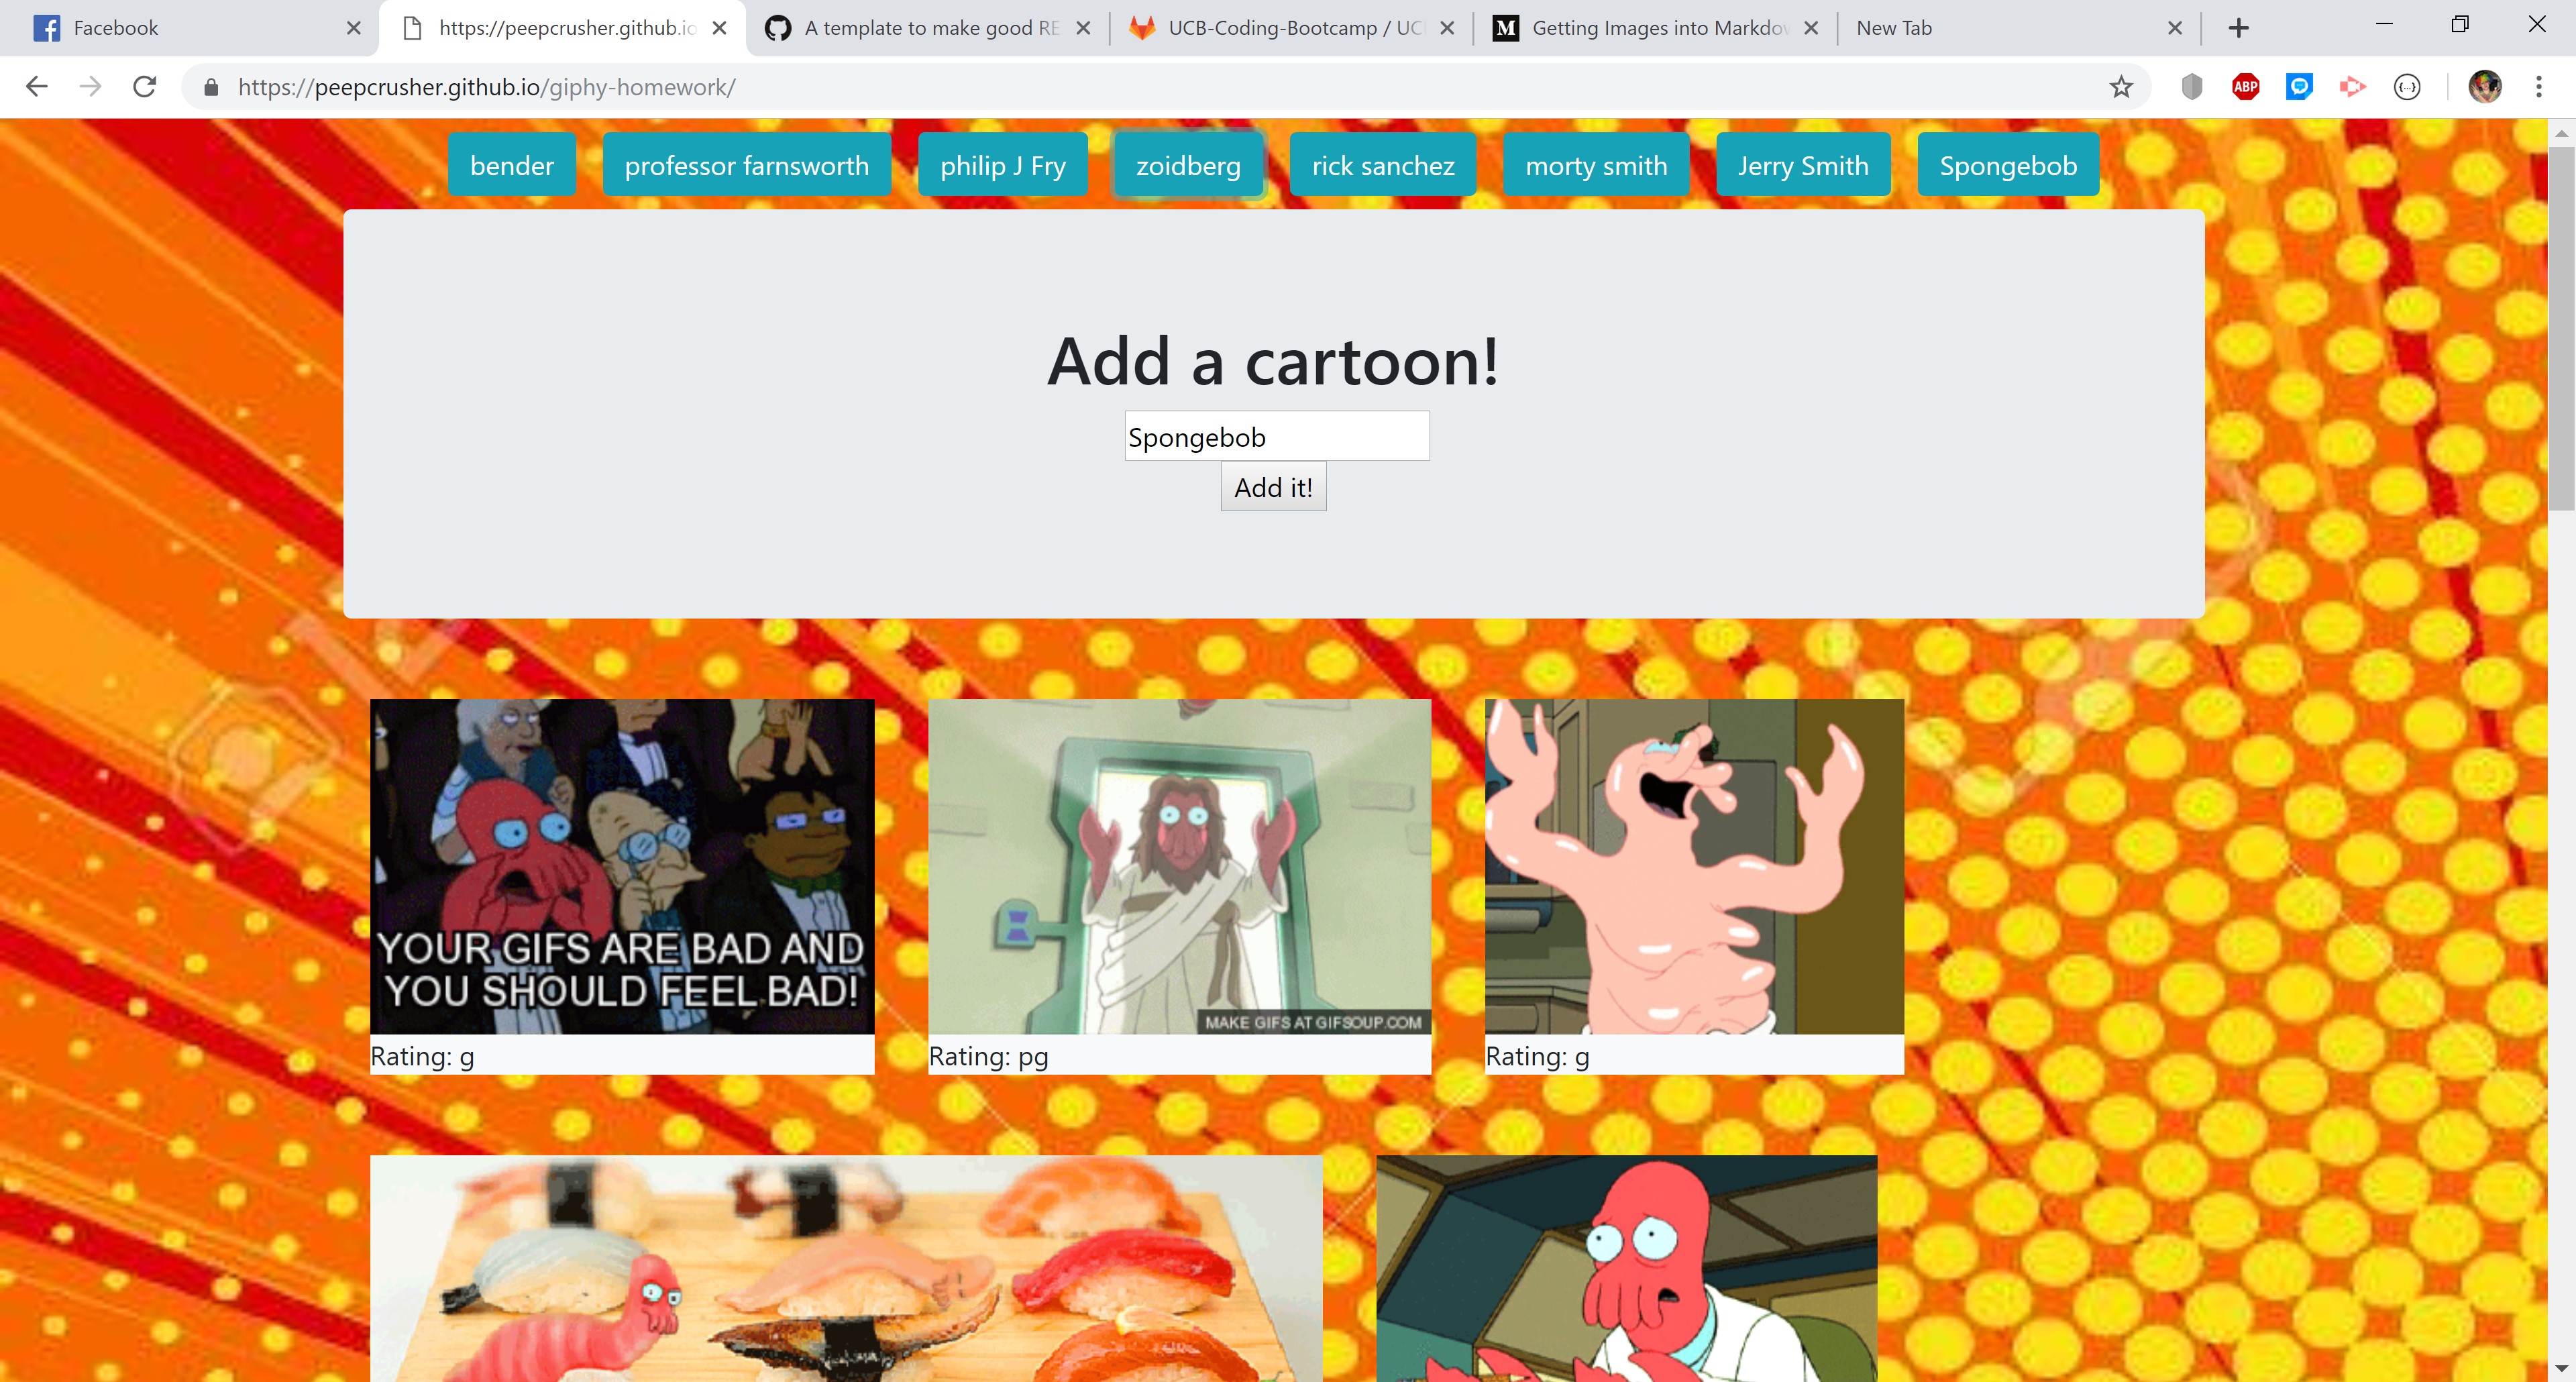 Facebook
https://peepcrusher.github.io
A template to make good RE
UCB-Coding-Bootcamp / UC
Getting Images into Markdow
New Tab
https://peepcrusher.github.io/giphy-homework/
ABP
bender
professor farnsworth
philip J Fry
zoidberg
rick sanchez
morty smith
Jerry Smith
Spongebob
Add a cartoon!
Spongebob
Add it!
YOUR GIFS ARE BAD AND
YOU SHOULD FEEL BAD!
MAKE GIFS AT GIFSOUP.COM
Rating: g
Rating: pg
Rating: g